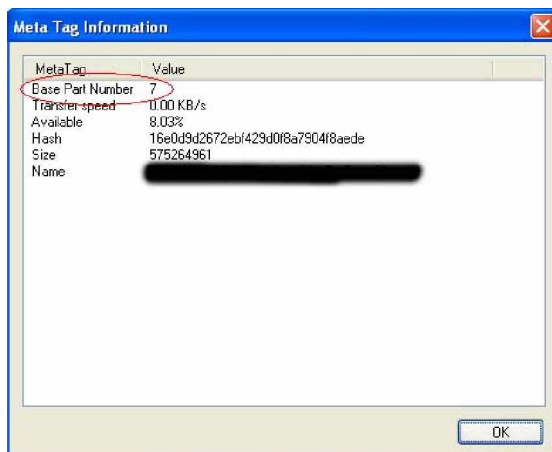 Meta Tag Information
MetaTag Value
Base Part Number 7
Transfer speed 0.00 KB/s
Available 8.03%
Hash 16e0d9d2672ebf429d0f8a7904f8aede
Size 575264961
Name
OK